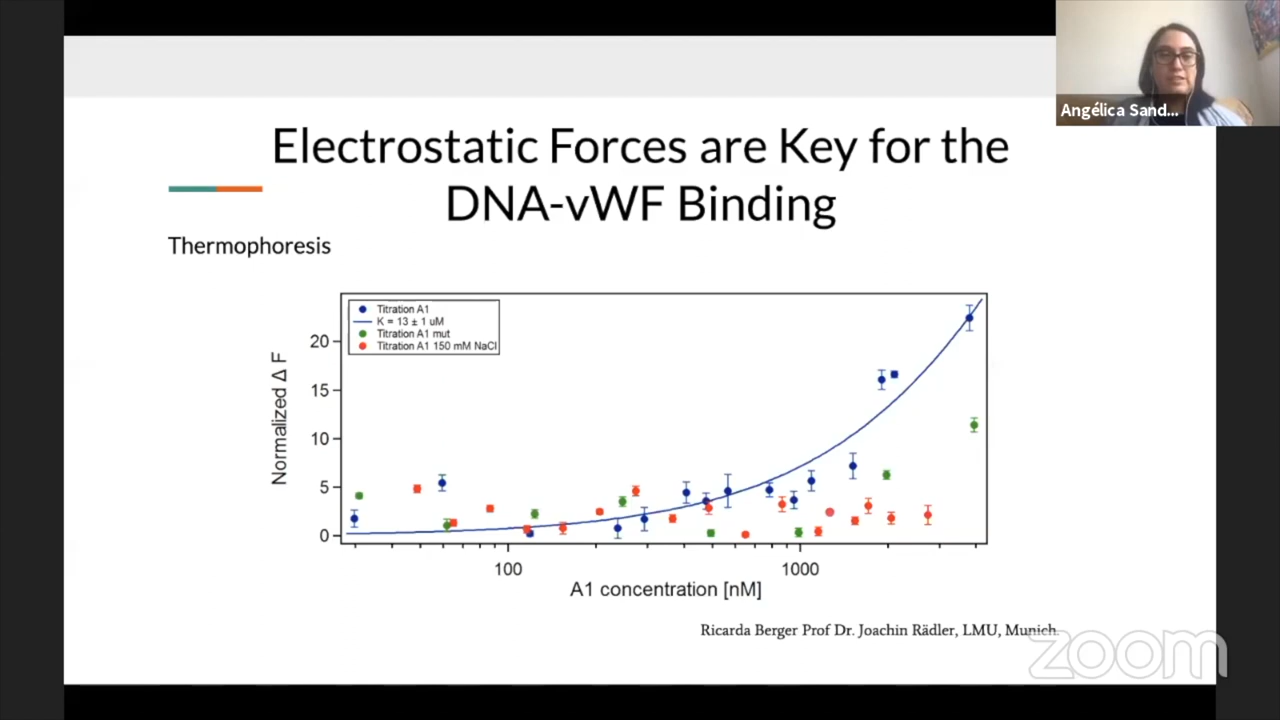 Angélica Sand...
Electrostatic Forces are Key for the
DNA-vWF Binding
Thermophoresis
Titration A1
K = 13 ± 1 uM
Titration A1 mut
Titration A1 150 mM NaCl
Normalized Δ F
20
15
10
5
0
100
1000
A1 concentration [nM]
Ricarda Berger Prof Dr. Joachin Rädler, LMU, Munich.
zoom